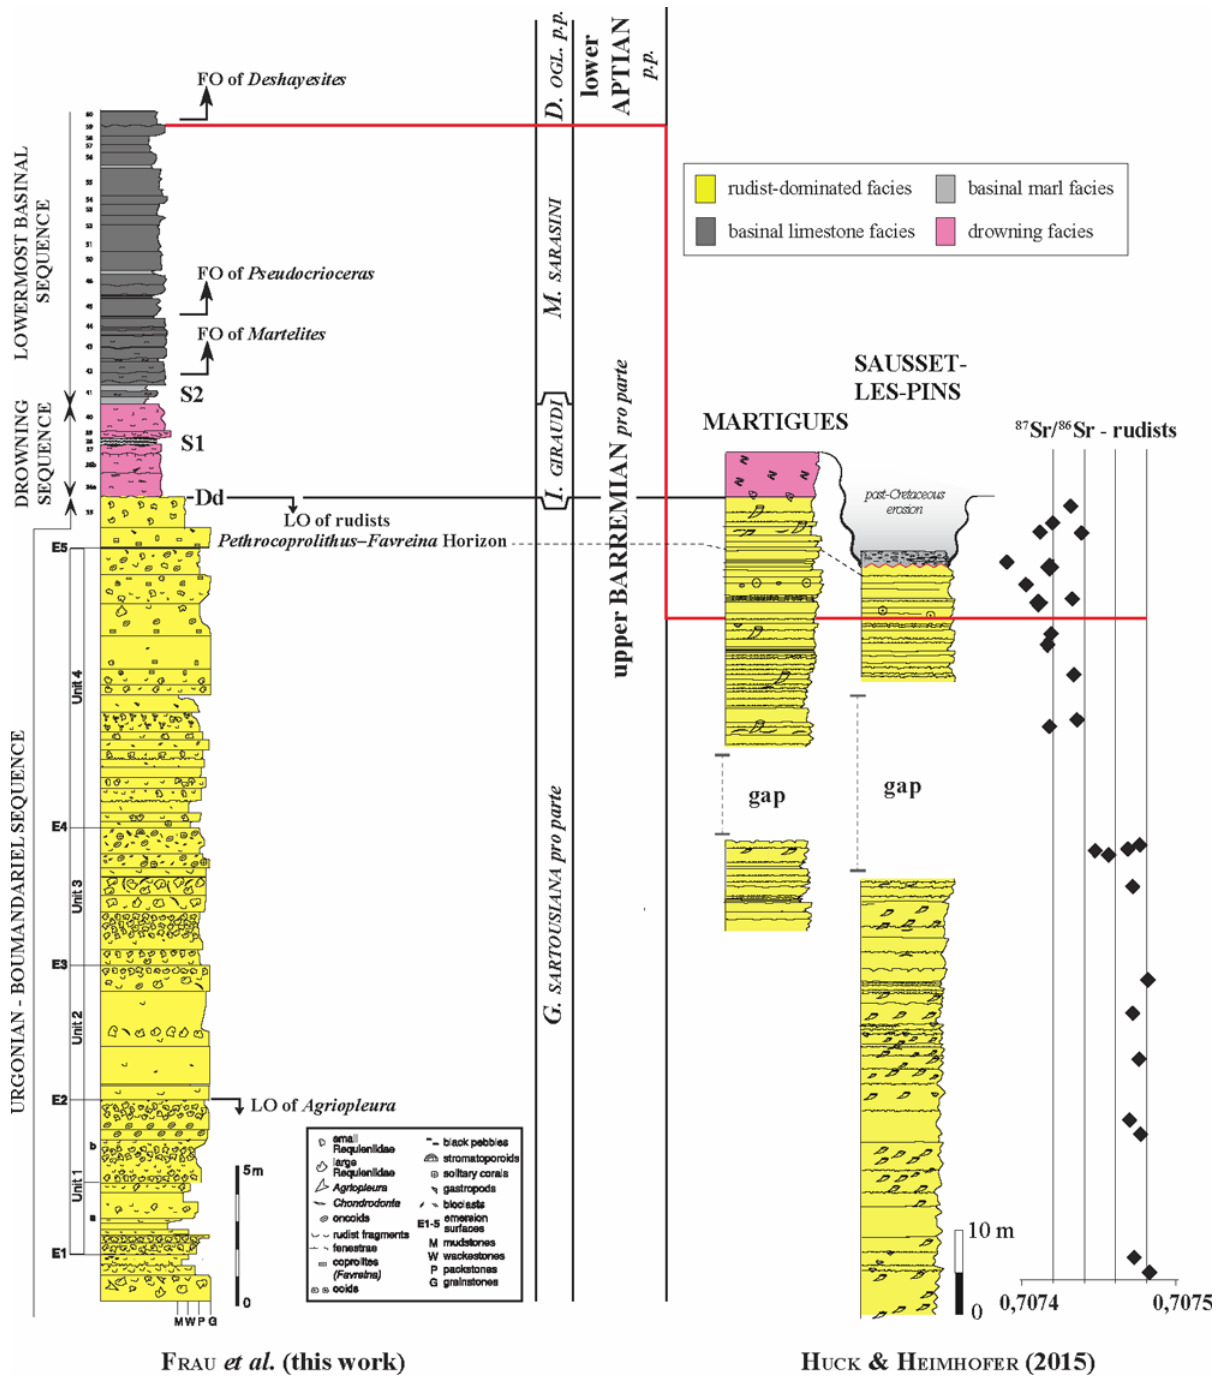 FO of Deshayesites
FO of Pseudocrioceras
FO of Martelites
S2
S1
Dd
LO of rudists
Pethrocoprolithus–Favreina Horizon
LO of Agriopleura
LOWERMOST BASINAL
SEQUENCE
DROWNING
SEQUENCE
URGONIAN - BOUMANDARIEL SEQUENCE
E5
Unit 4
E4
Unit 3
E3
Unit 2
E2
b
Unit 1
a
E1
M W P G
5m
0
small
Requieniidae
large
Requieniidae
Agriopleura
Chondrodonta
oncoids
rudist fragments
fenestrae
coprolites
(Favreina)
ooids
black pebbles
stromatoporoids
solitary corals
gastropods
bioclasts
E1-5 emersion
surfaces
M mudstones
W wackestones
P packstones
G grainstones
D. OGL. p.p.
M. SARASINI
I. GIRAUDI
G. SARTOUSIANA pro parte
lower
APTIAN
p.p.
upper BARREMIAN pro parte
rudist-dominated facies
basinal marl facies
basinal limestone facies
drowning facies
MARTIGUES
SAUSSET-
LES-PINS
87Sr/86Sr - rudists
post-Cretaceous
erosion
gap
gap
10 m
0
0,7074
0,7075
FRAU et al. (this work)
HUCK & HEIMHOFER (2015)